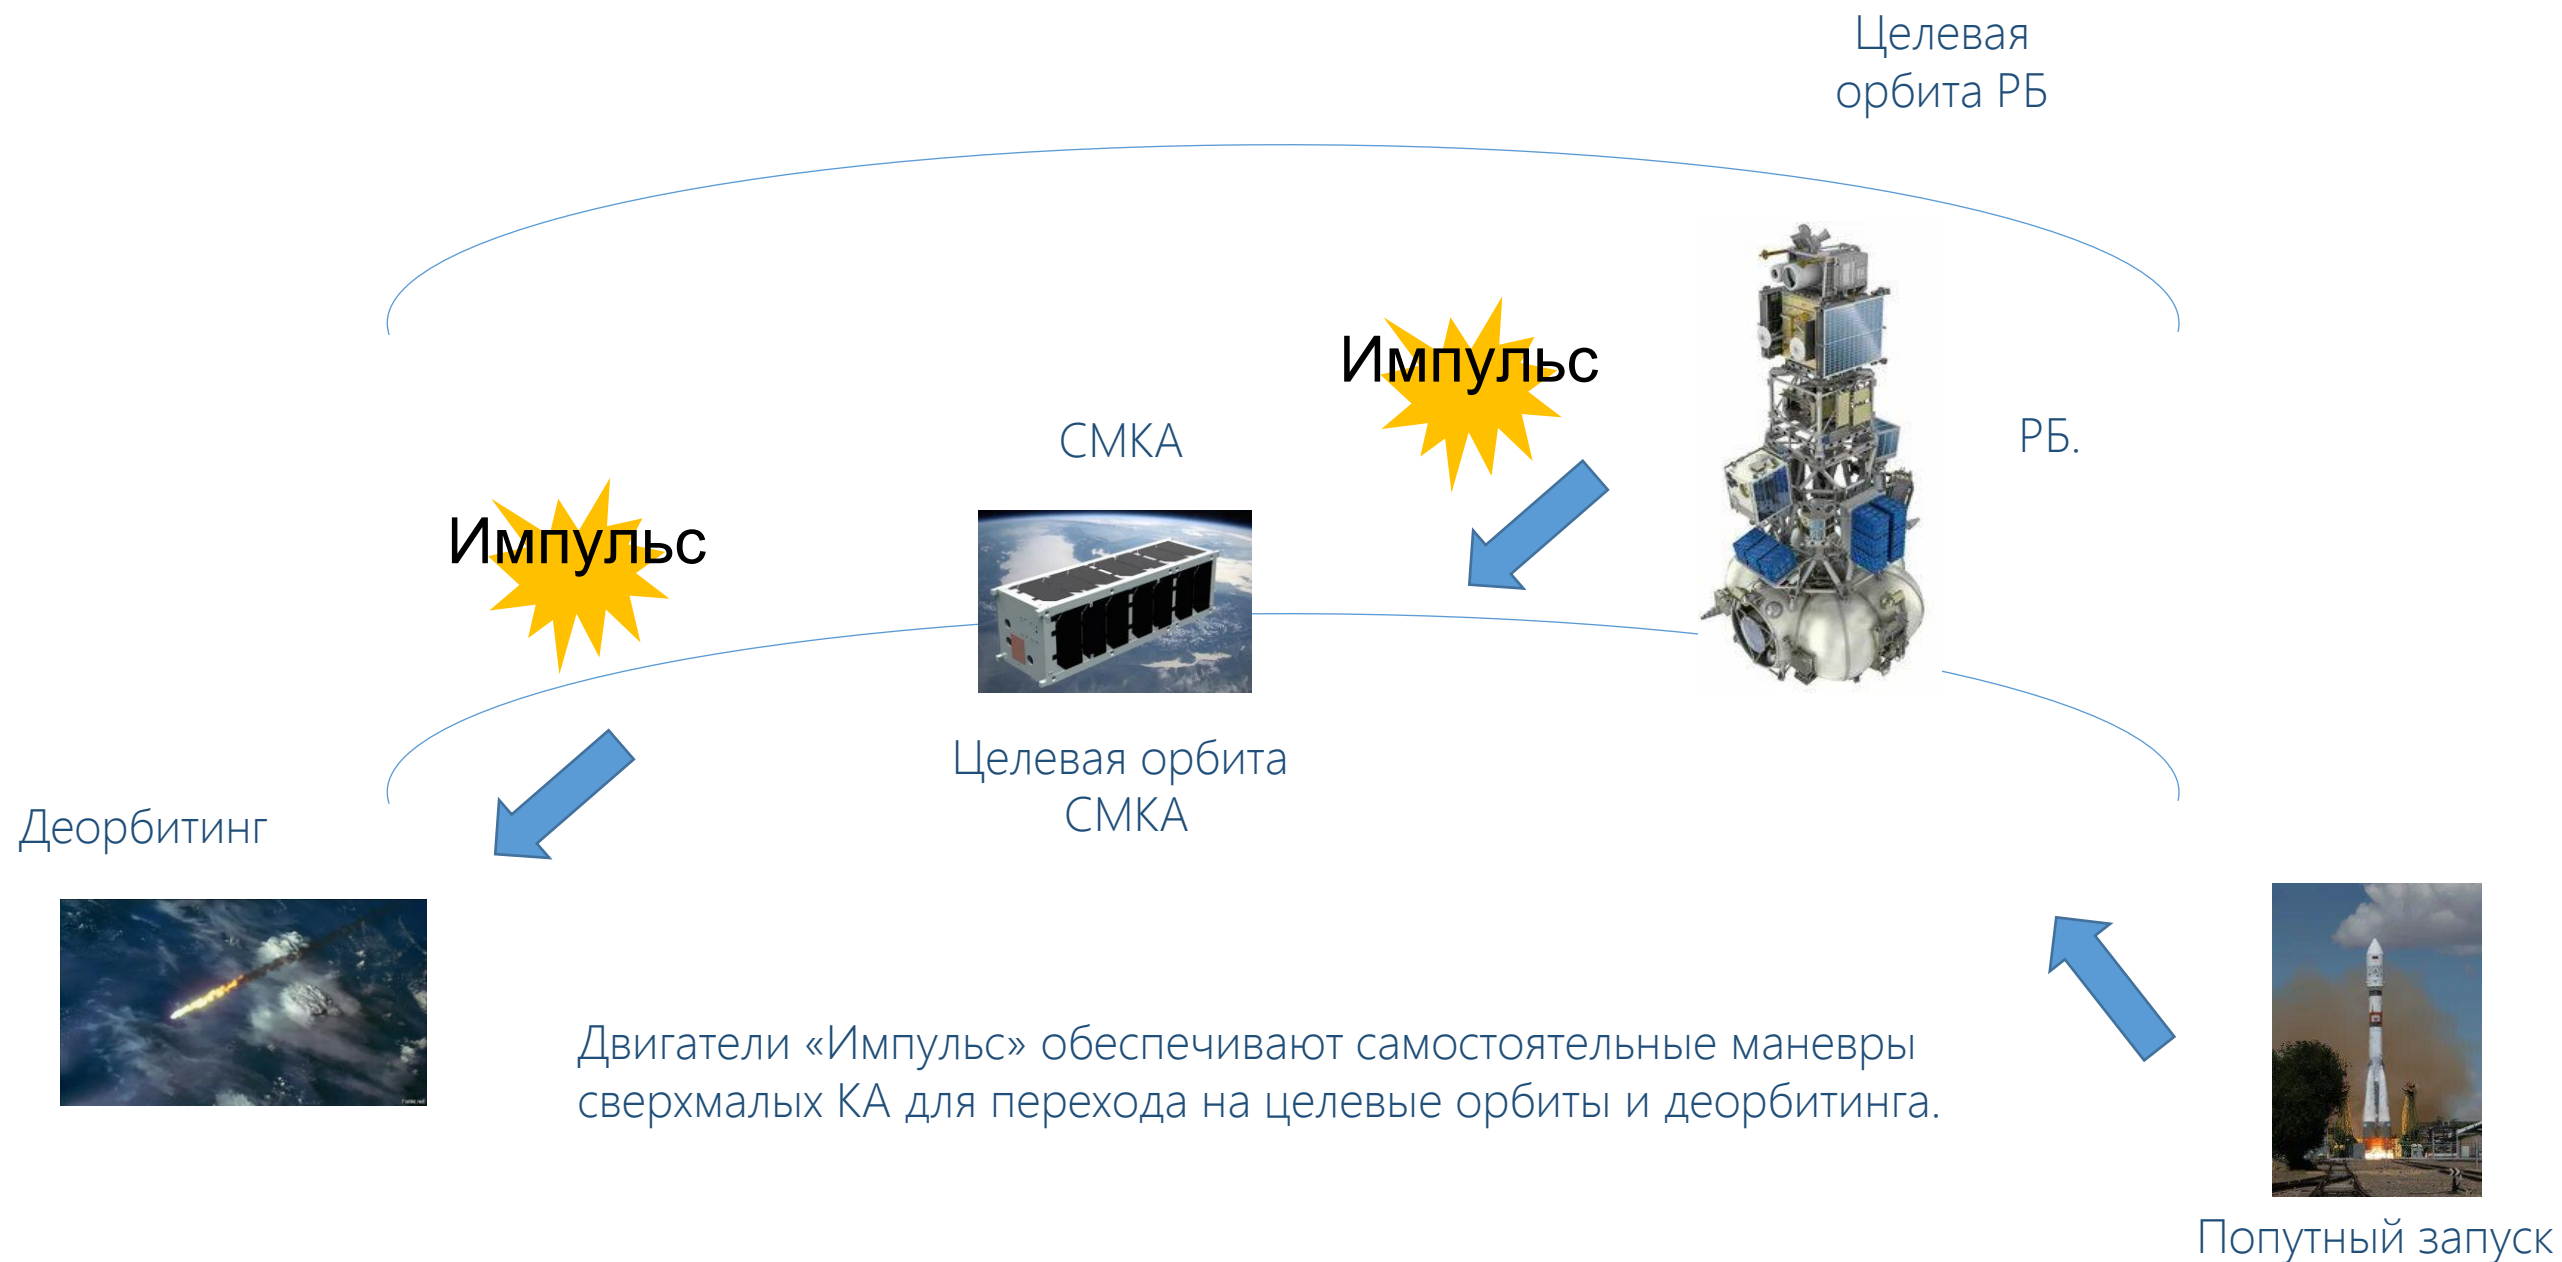 Целевая
орбита РБ
Импульс
СМКА
РБ.
Импульс
Целевая орбита
СМКА
Деорбитинг
Двигатели «Импульс» обеспечивают самостоятельные маневры
сверхмалых КА для перехода на целевые орбиты и деорбитинга.
Попутный запуск